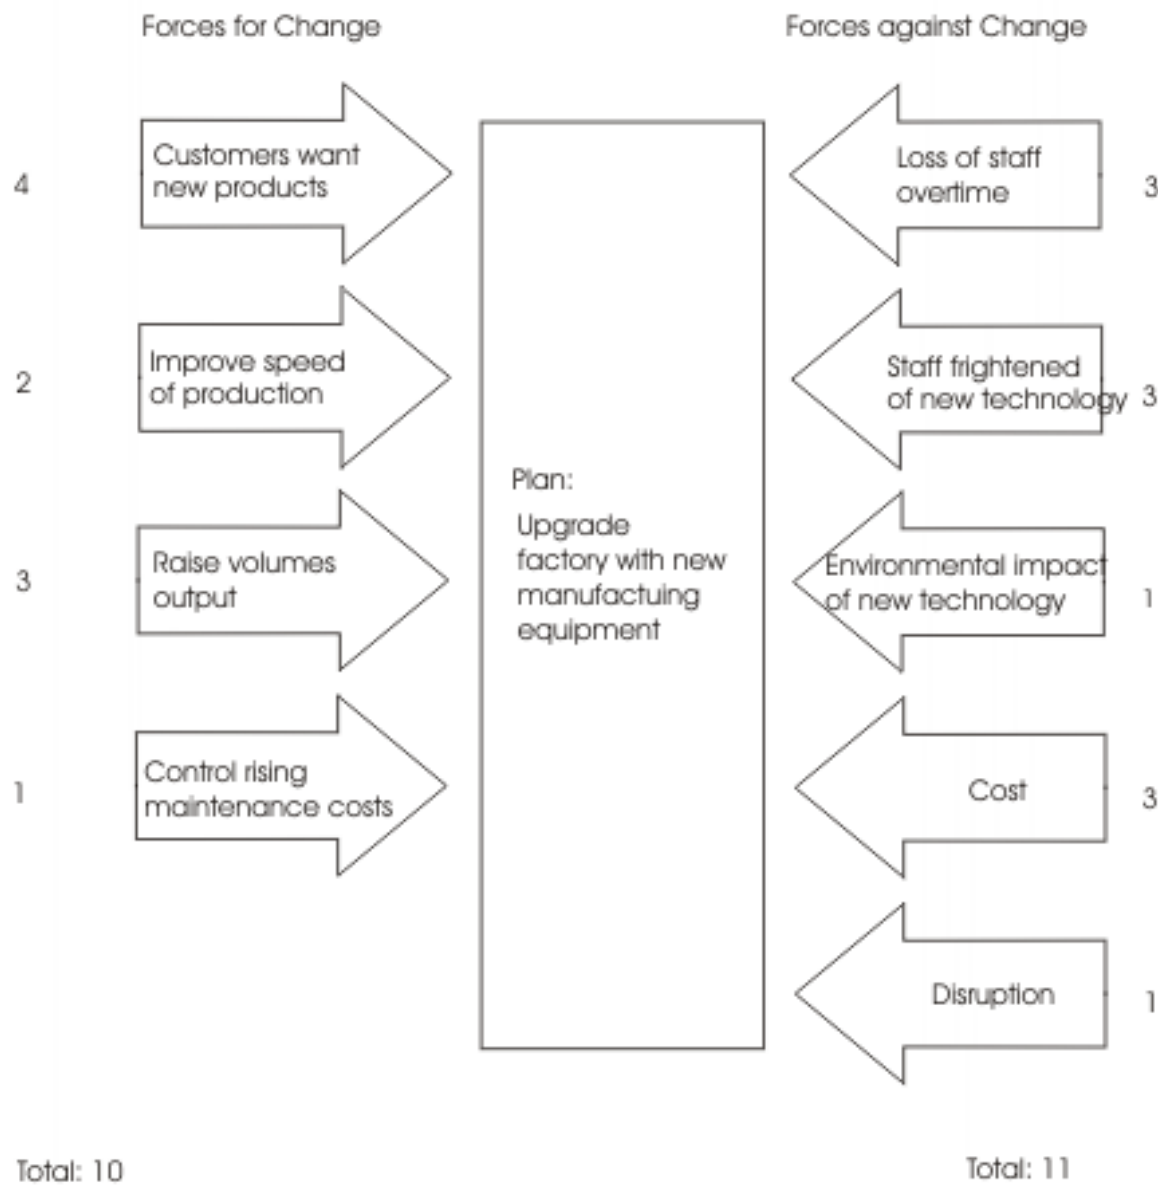 Forces for Change
Forces against Change
4
Customers want
new products
Loss of staff
overtime
3
2
Improve speed
of production
Staff frightened
of new technology
3
3
Raise volumes
output
Plan:
Upgrade
factory with new
manufactuing
equipment
Environmental impact
of new technology
1
1
Control rising
maintenance costs
Cost
3
Disruption
1
Total: 10
Total: 11